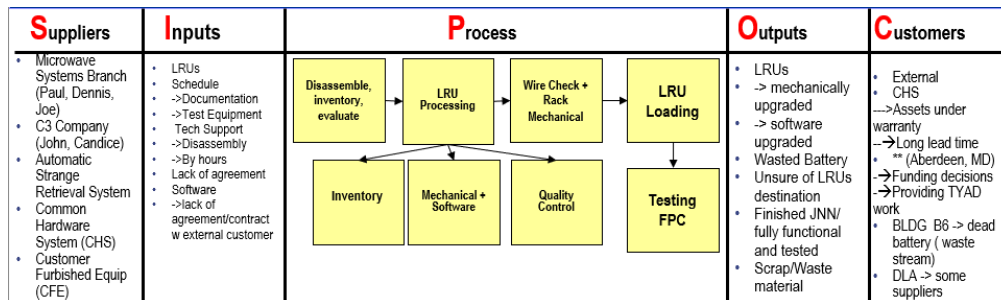 Suppliers
Inputs
Process
Outputs
Customers
• Microwave
Systems Branch
(Paul, Dennis,
Joe)
• C3 Company
(John, Candice)
• Automatic
Strange
Retrieval System
• Common
Hardware
System (CHS)
• Customer
Furbished Equip
(CFE)
• LRUs
• Schedule
• ->Documentation
• ->Test Equipment
• Tech Support
• ->Disassembly
• ->By hours
• Lack of agreement
• Software
• ->lack of
agreement/contract
w external customer
Disassemble,
inventory,
evaluate
LRU
Processing
Wire Check +
Rack
Mechanical
LRU
Loading
Inventory
Mechanical +
Software
Quality
Control
Testing
FPC
• LRUs
• -> mechanically
upgraded
• -> software
upgraded
• Wasted Battery
• Unsure of LRUs
destination
• Finished JNN/
fully functional
and tested
• Scrap/Waste
material
• External
• CHS
--->Assets under
warranty
--→Long lead time
• ** (Aberdeen, MD)
-→Funding decisions
-→Providing TYAD
work
• BLDG B6 -> dead
battery ( waste
stream)
• DLA -> some
suppliers